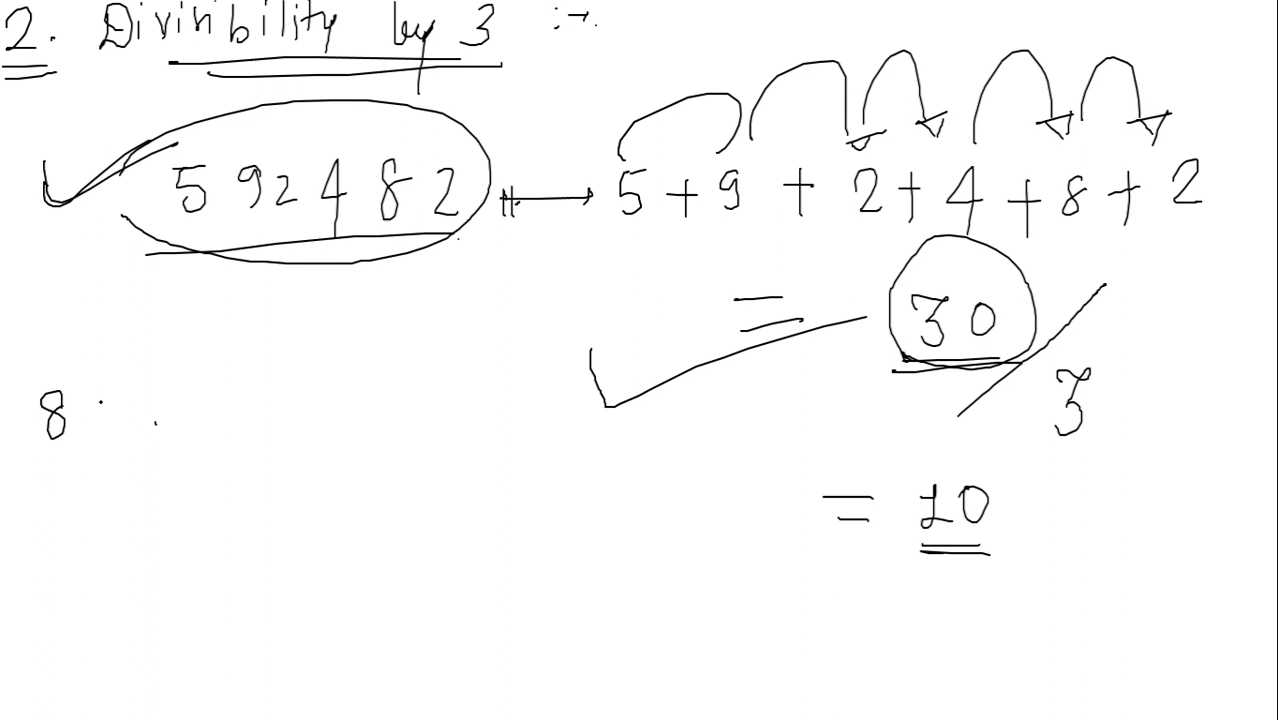 2. Divisibility by 3 :-
592482 → 5 + 9 + 2 + 4 + 8 + 2
= 30 / 3
8
= 10